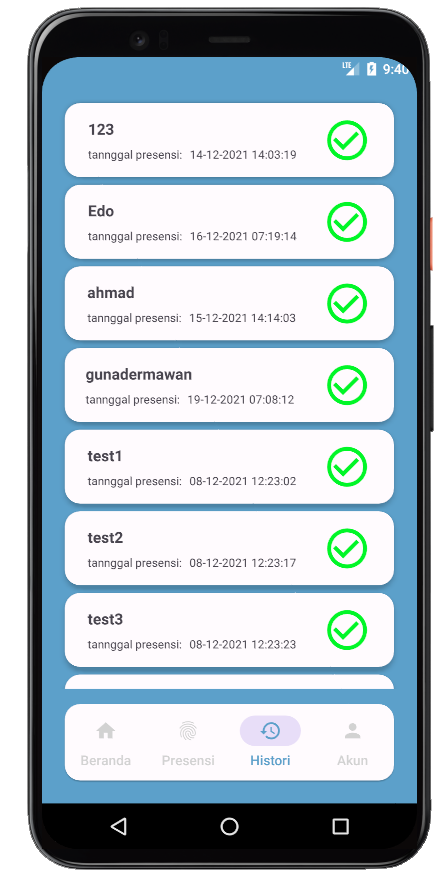 LTE 9:40
123
tannggal presensi: 14-12-2021 14:03:19
Edo
tannggal presensi: 16-12-2021 07:19:14
ahmad
tannggal presensi: 15-12-2021 14:14:03
gunadermawan
tannggal presensi: 19-12-2021 07:08:12
test1
tannggal presensi: 08-12-2021 12:23:02
test2
tannggal presensi: 08-12-2021 12:23:17
test3
tannggal presensi: 08-12-2021 12:23:23
Beranda Presensi Histori Akun